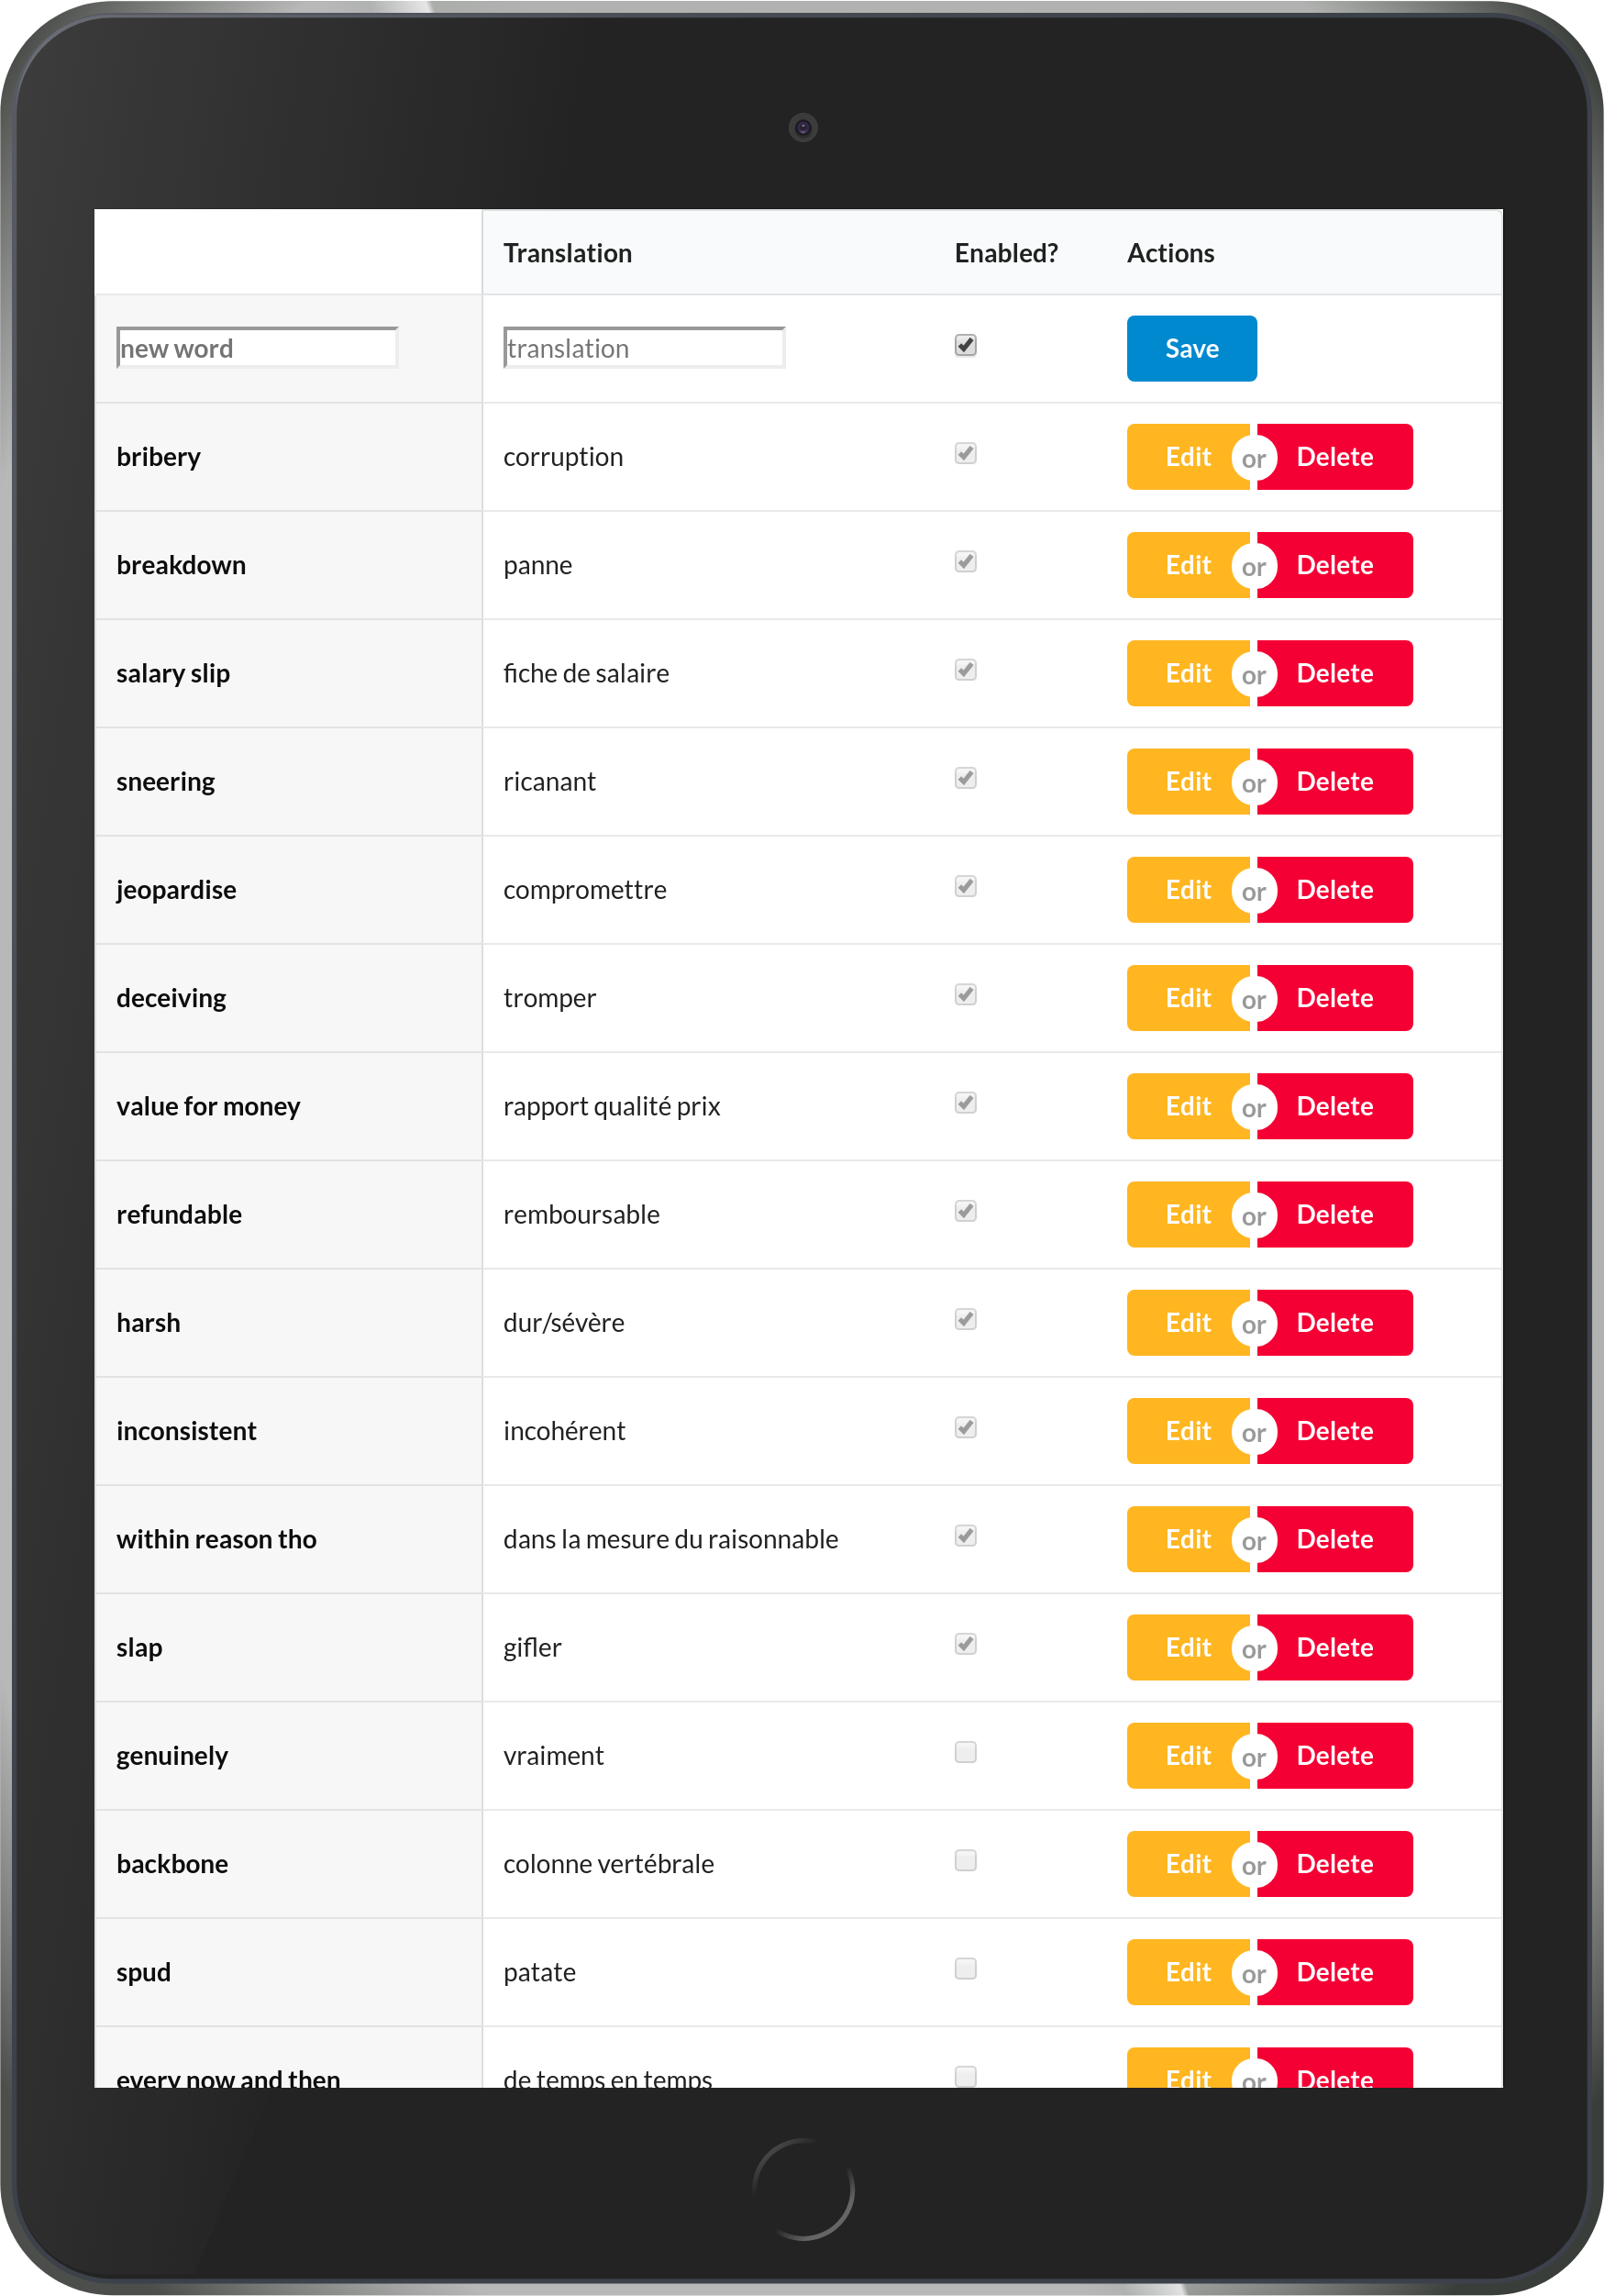 Translation Enabled? Actions
new word translation Save
bribery corruption Edit or Delete
breakdown panne Edit or Delete
salary slip fiche de salaire Edit or Delete
sneering ricanant Edit or Delete
jeopardise compromettre Edit or Delete
deceiving tromper Edit or Delete
value for money rapport qualité prix Edit or Delete
refundable remboursable Edit or Delete
harsh dur/sévère Edit or Delete
inconsistent incohérent Edit or Delete
within reason tho dans la mesure du raisonnable Edit or Delete
slap gifler Edit or Delete
genuinely vraiment Edit or Delete
backbone colonne vertébrale Edit or Delete
spud patate Edit or Delete
every now and then de temps en temps Edit or Delete